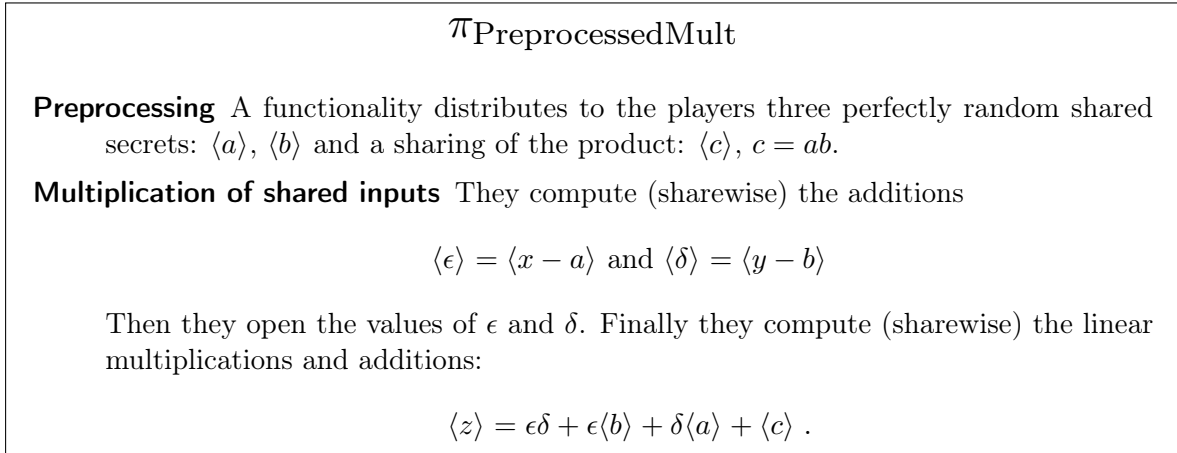 πPreprocessedMult
Preprocessing A functionality distributes to the players three perfectly random shared
secrets: ⟨a⟩, ⟨b⟩ and a sharing of the product: ⟨c⟩, c = ab.
Multiplication of shared inputs They compute (sharewise) the additions
⟨ϵ⟩ = ⟨x − a⟩ and ⟨δ⟩ = ⟨y − b⟩
Then they open the values of ϵ and δ. Finally they compute (sharewise) the linear
multiplications and additions:
⟨z⟩ = ϵδ + ϵ⟨b⟩ + δ⟨a⟩ + ⟨c⟩ .